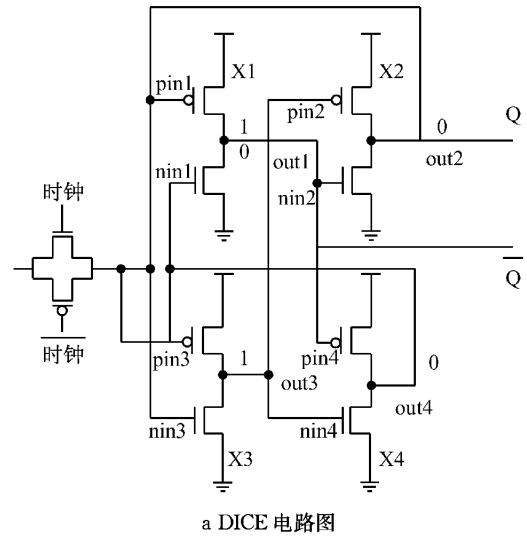 pin1
X1
X2
pin2
1
0
out1
0
out2
Q
nin1
nin2
时钟
Q
时钟
pin3
1
out3
pin4
0
out4
nin3
nin4
X3
X4
a DICE 电路图